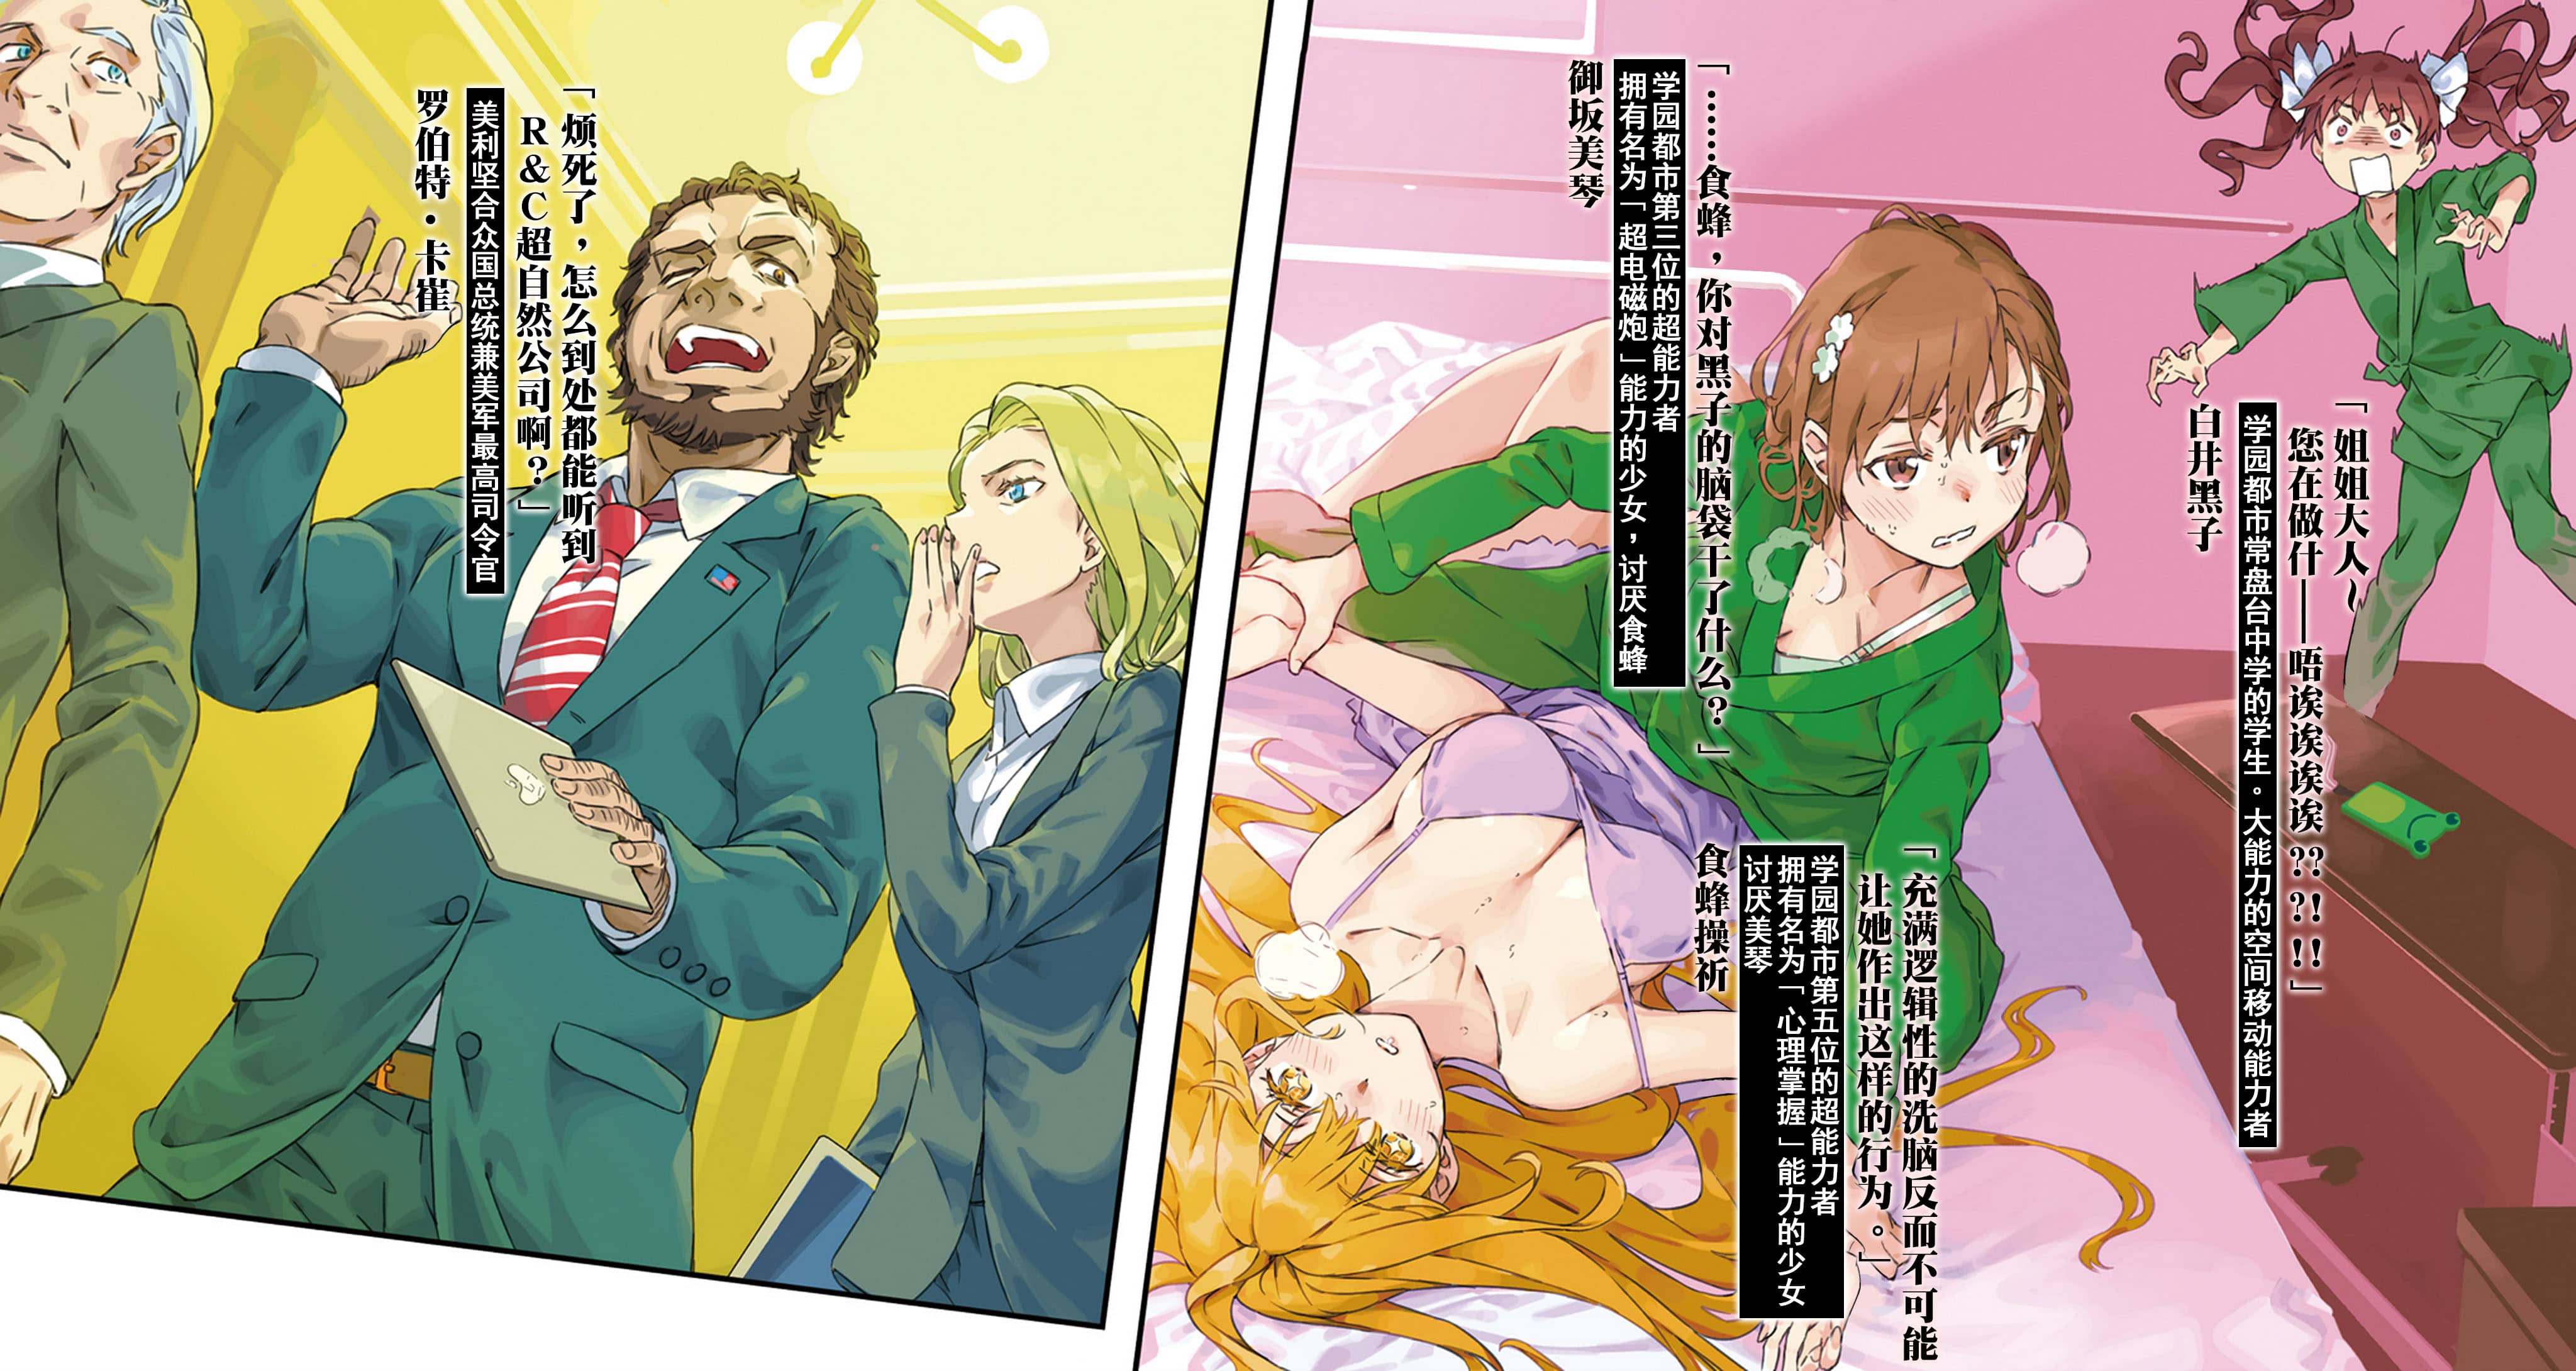 「姐姐大人~
您在做什——唔诶诶诶诶???!!!」
学园都市常盘台中学的学生。大能力的空间移动能力者
白井黑子
「……食蜂，你对黑子的脑袋干了什么？」
学园都市第三位的超能力者
拥有名为「超电磁炮」能力的少女，讨厌食蜂
御坂美琴
「充满逻辑性的洗脑反而不可能
让她作出这样的行为。」
学园都市第五位的超能力者
拥有名为「心理掌握」能力的少女
讨厌美琴
食蜂操祈
「烦死了，怎么到处都能听到
R&C超自然公司啊？」
美利坚合众国总统兼美军最高司令官
罗伯特·卡崔